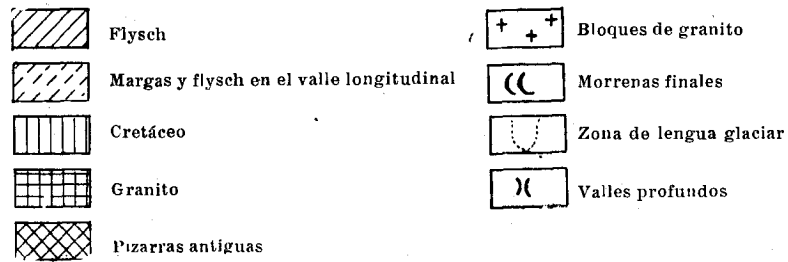 Flysch
Margas y flysch en el valle longitudinal
Cretáceo
Granito
Pizarras antiguas
Bloques de granito
Morrenas finales
Zona de lengua glaciar
Valles profundos